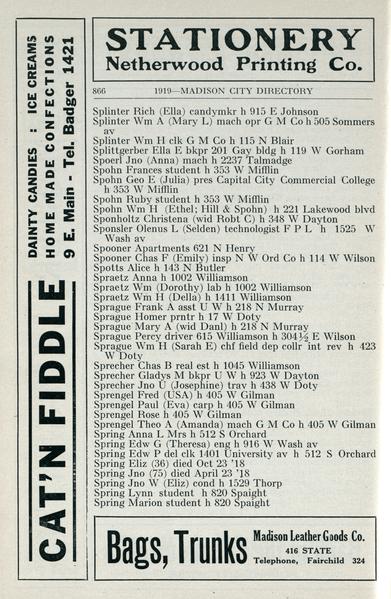 DAINTY CANDIES : ICE CREAMS
HOME MADE CONFECTIONS
9 E. Main - Tel. Badger 1421
CAT'N FIDDLE
STATIONERY
Netherwood Printing Co.
866 1919—MADISON CITY DIRECTORY
Splinter Rich (Ella) candymkr h 915 E Johnson
Splinter Wm A (Mary L) mach opr G M Co h 505 Sommers
av
Splinter Wm H clk G M Co h 115 N Blair
Splittgerber Ella E bkpr 201 Gay bldg h 119 W Gorham
Spoerl Jno (Anna) mach h 2237 Talmadge
Spohn Frances student h 353 W Mifflin
Spohn Geo E (Julia) pres Capital City Commercial College
h 353 W Mifflin
Spohn Ruby student h 353 W Mifflin
Spohn Wm H (Ethel; Hill & Spohn) h 221 Lakewood blvd
Sponholtz Christena (wid Robt C) h 348 W Dayton
Sponsler Olenus L (Selden) technologist F P L h 1525 W
Wash av
Spooner Apartments 621 N Henry
Spooner Chas F (Emily) insp N W Ord Co h 114 W Wilson
Spotts Alice h 143 N Butler
Spraetz Anna h 1002 Williamson
Spraetz Wm (Dorothy) lab h 1002 Williamson
Spraetz Wm H (Della) h 1411 Williamson
Sprague Frank A asst U W h 218 N Murray
Sprague Homer prntr h 17 W Doty
Sprague Mary A (wid Danl) h 218 N Murray
Sprague Percy driver 615 Williamson h 304½ E Wilson
Sprague Wm H (Sarah E) chf field dep collr int rev h 423
W Doty
Sprecher Chas B real est h 1045 Williamson
Sprecher Gladys M bkpr U W h 923 W Dayton
Sprecher Jno U (Josephine) trav h 438 W Doty
Sprengel Fred (USA) h 405 W Gilman
Sprengel Paul (Eva) carp h 405 W Gilman
Sprengel Rose h 405 W Gilman
Sprengel Theo A (Amanda) mach G M Co h 405 W Gilman
Spring Anna L Mrs h 512 S Orchard
Spring Edw G (Theresa) eng h 916 W Wash av
Spring Edw P del clk 1401 University av h 512 S Orchard
Spring Eliz (36) died Oct 23 '18
Spring Jno (75) died April 23 '18
Spring Jno W (Eliz) cond h 1529 Thorp
Spring Lynn student h 820 Spaight
Spring Marion student h 820 Spaight
Bags, Trunks
Madison Leather Goods Co.
416 STATE
Telephone, Fairchild 324